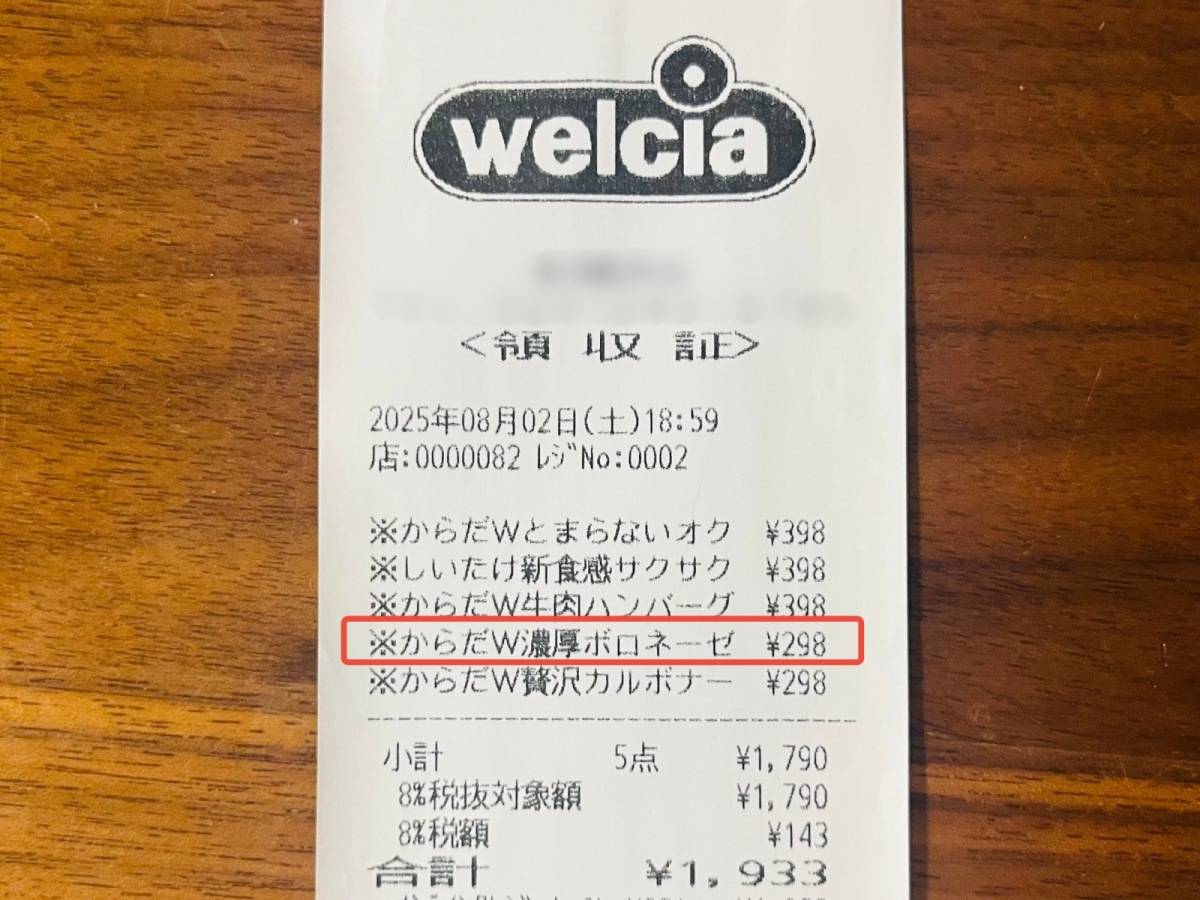 welcia
<領収証>
2025年08月02日(土)18:59
店:0000082 ﾚｼﾞNo:0002
※からだWとまらないオク ¥398
※しいたけ新食感サクサク ¥398
※からだW牛肉ハンバーグ ¥398
※からだW濃厚ボロネーゼ ¥298
※からだW贅沢カルボナー ¥298
小計 5点 ¥1,790
8%税抜対象額 ¥1,790
8%税額 ¥143
合計 ¥1,933